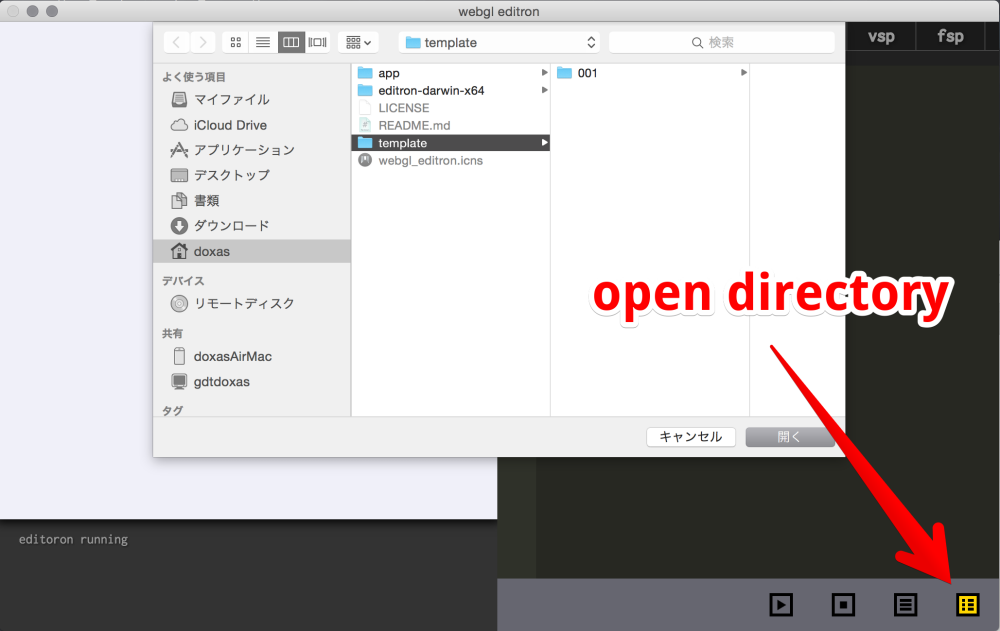 webgl editron
template
検索
vsp
fsp
よく使う項目
マイファイル
iCloud Drive
アプリケーション
デスクトップ
書類
ダウンロード
doxas
デバイス
リモートディスク
共有
doxasAirMac
gdtdoxas
タグ
app
editron-darwin-x64
LICENSE
README.md
template
webgl_editron.icns
001
open directory
キャンセル
開く
editoron running